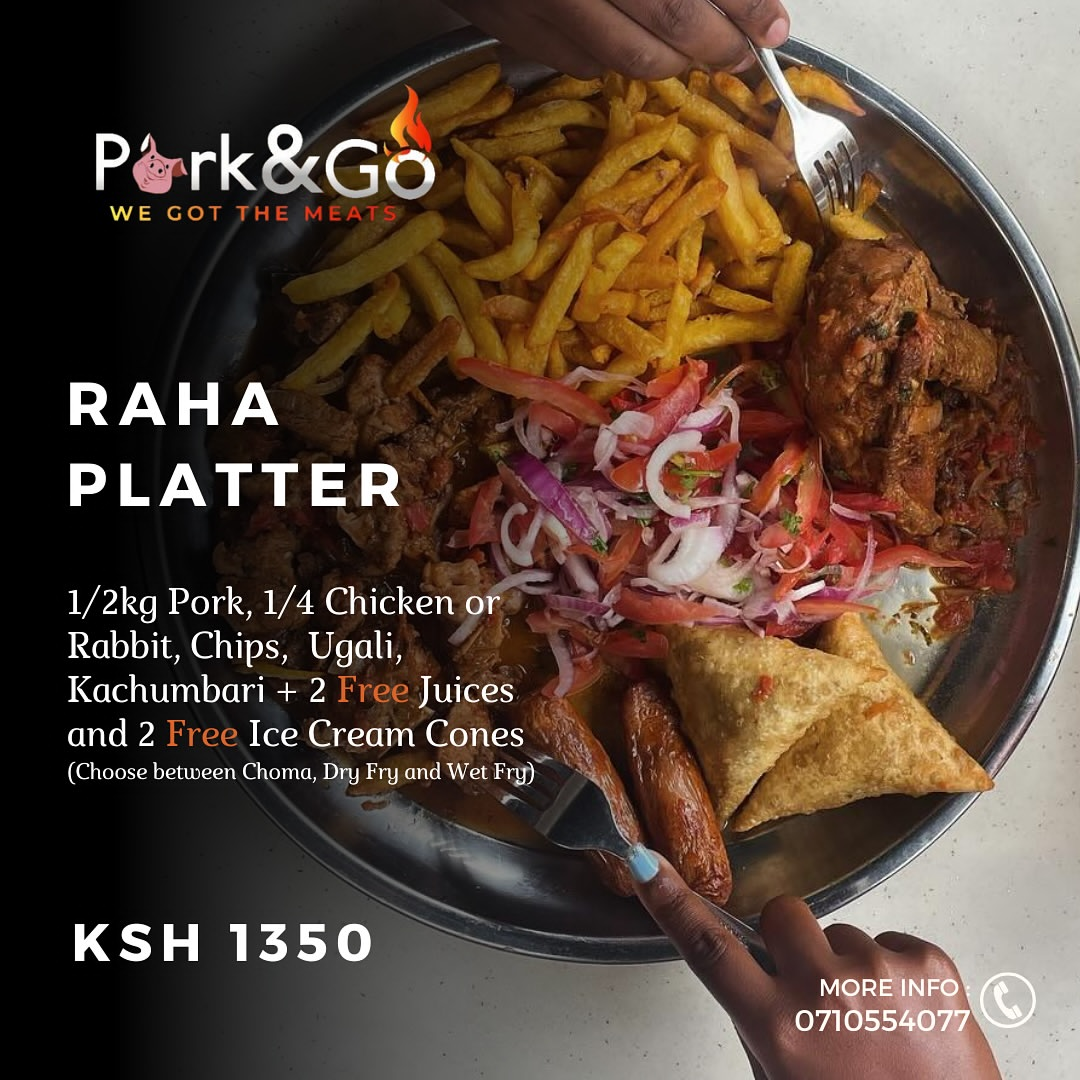 Pork&Go
WE GOT THE MEATS
RAHA
PLATTER
1/2kg Pork, 1/4 Chicken or
Rabbit, Chips,  Ugali,
Kachumbari + 2 Free Juices
and 2 Free Ice Cream Cones
(Choose between Choma, Dry Fry and Wet Fry)
KSH 1350
MORE INFO :
0710554077